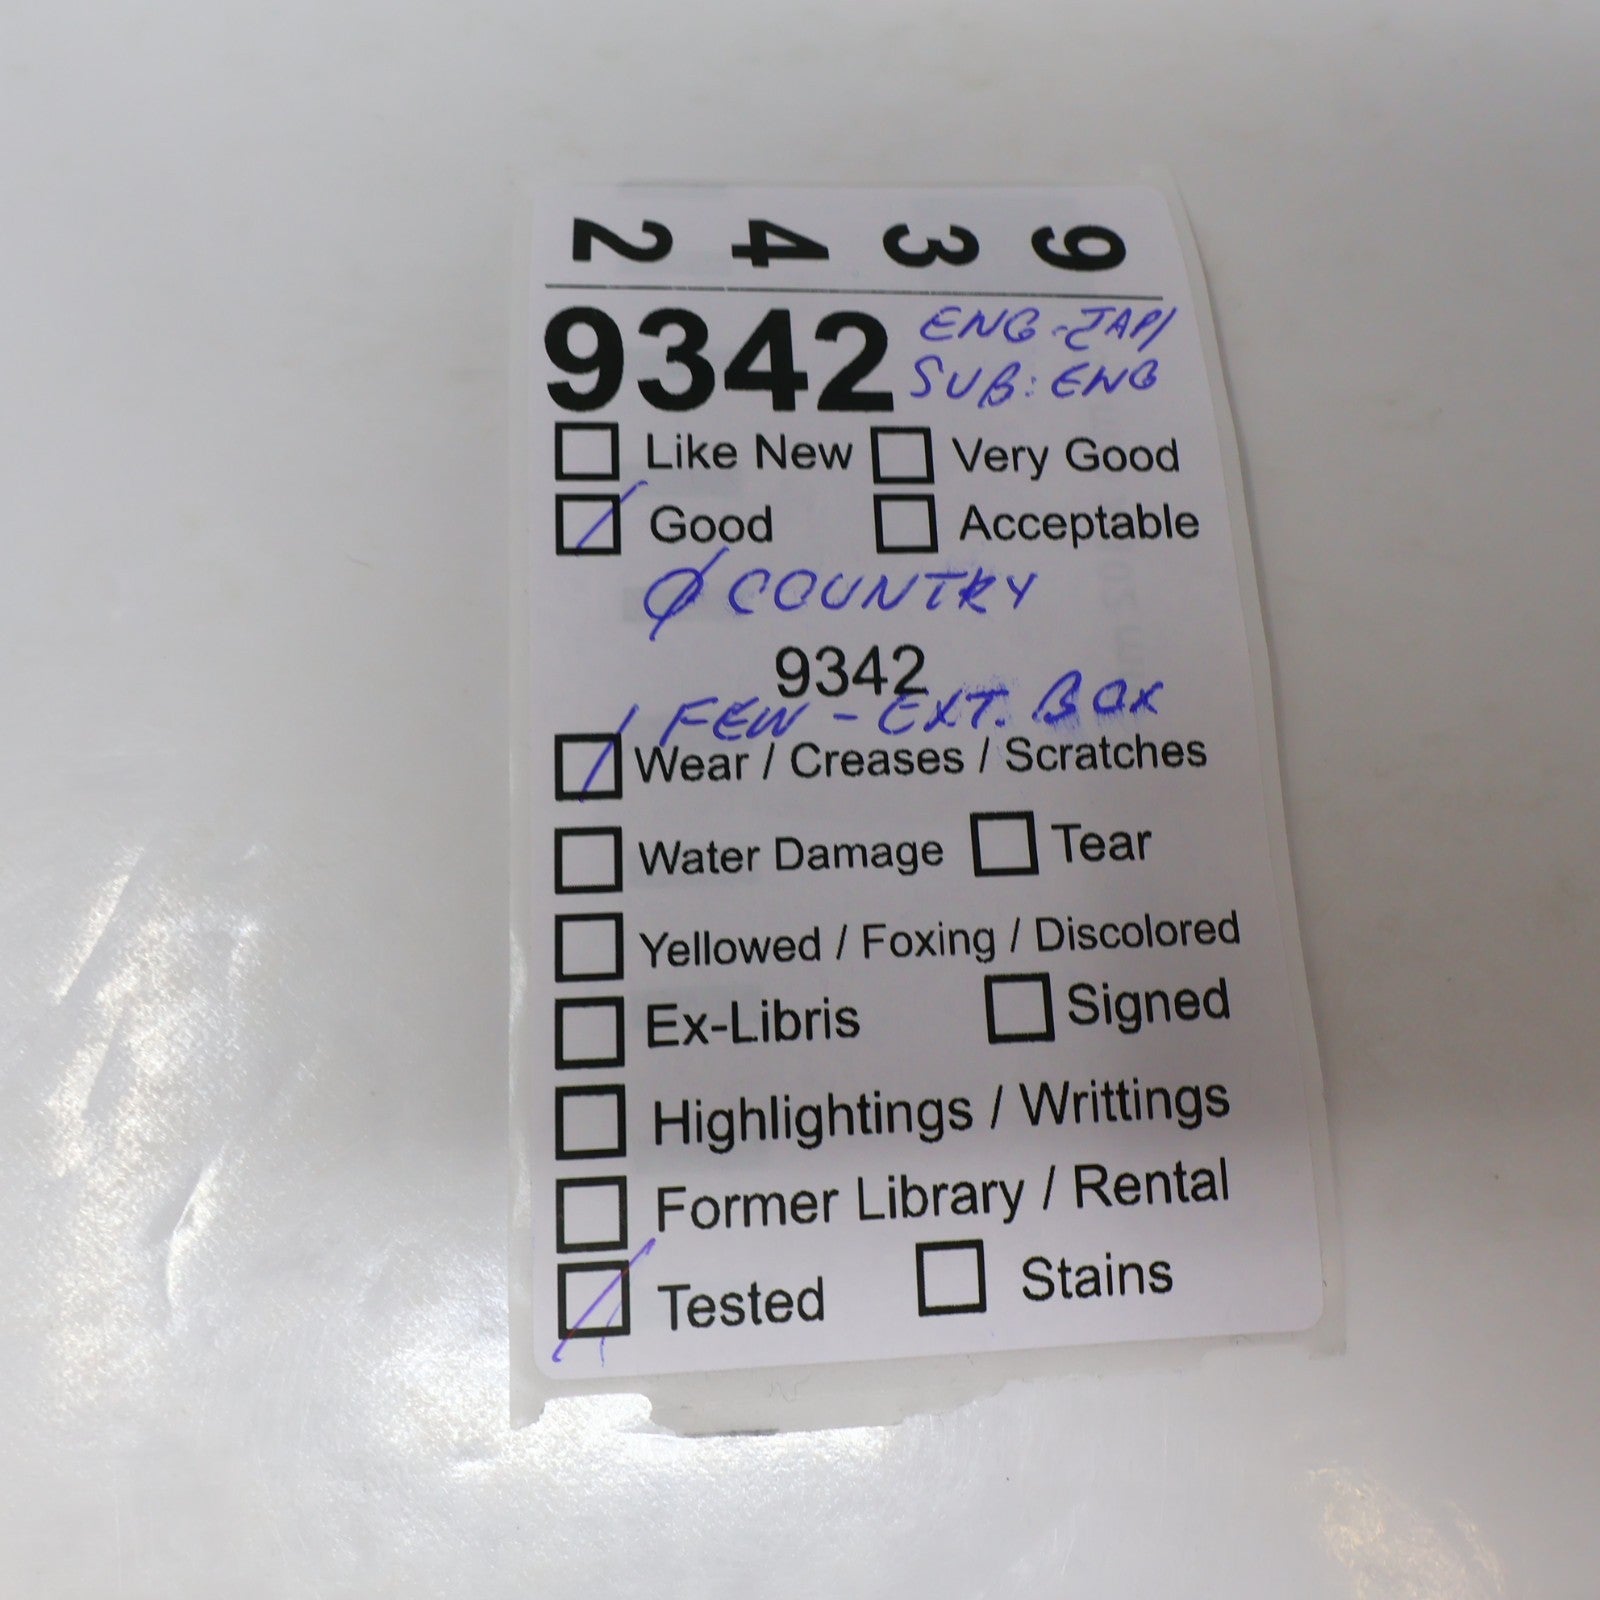 9 3 4 2
9342 ENG-JAP/
SUB: ENG
Like New Very Good
Good Acceptable
Ø COUNTRY
9342
FEW - EXT. BOX
Wear / Creases / Scratches
Water Damage Tear
Yellowed / Foxing / Discolored
Ex-Libris Signed
Highlightings / Writtings
Former Library / Rental
Tested Stains